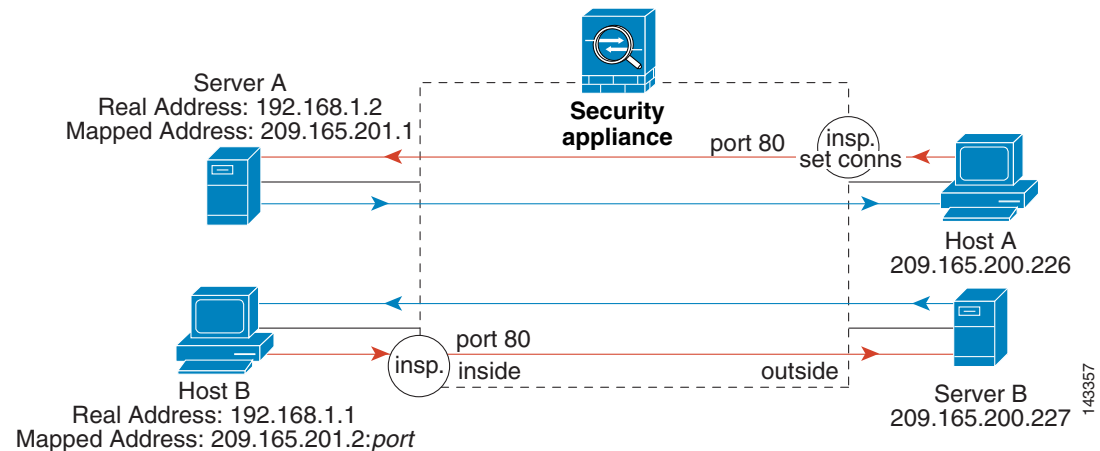 Server A
Real Address: 192.168.1.2
Mapped Address: 209.165.201.1
Security
appliance
port 80
insp.
set conns
Host A
209.165.200.226
port 80
insp.
inside
outside
Host B
Real Address: 192.168.1.1
Mapped Address: 209.165.201.2:port
Server B
209.165.200.227
143357